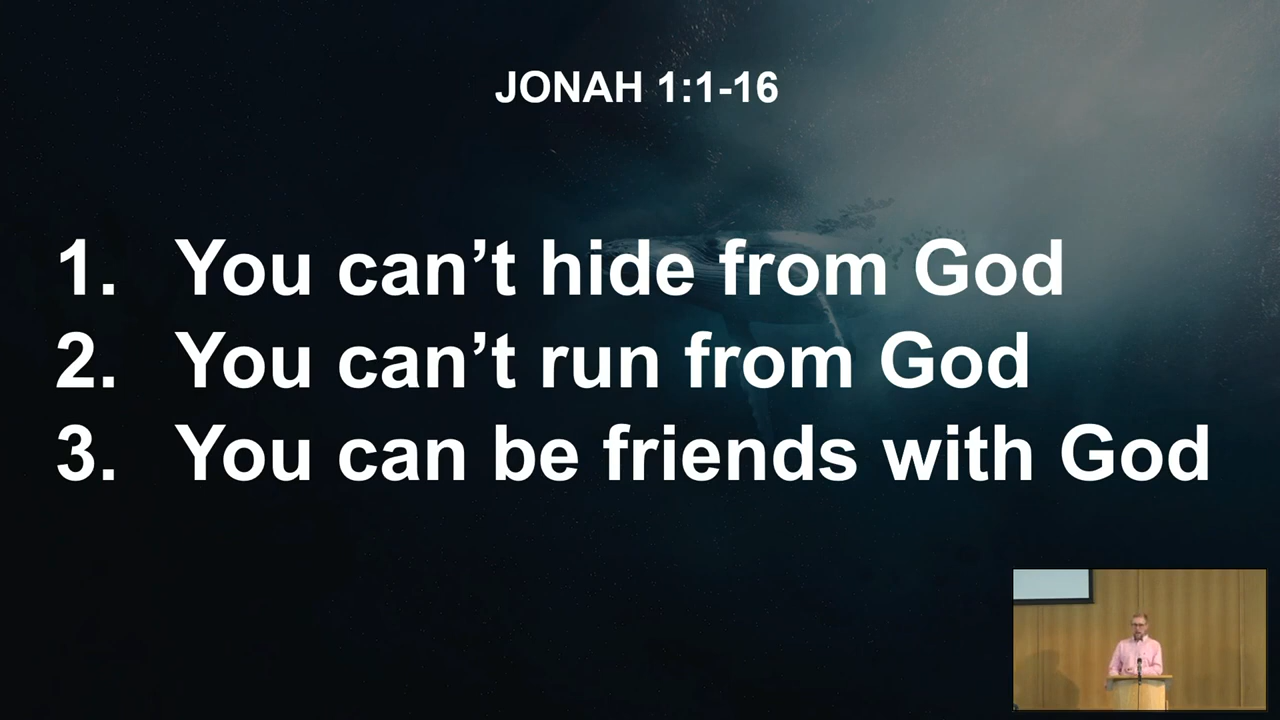 JONAH 1:1-16
1. You can’t hide from God
2. You can’t run from God
3. You can be friends with God